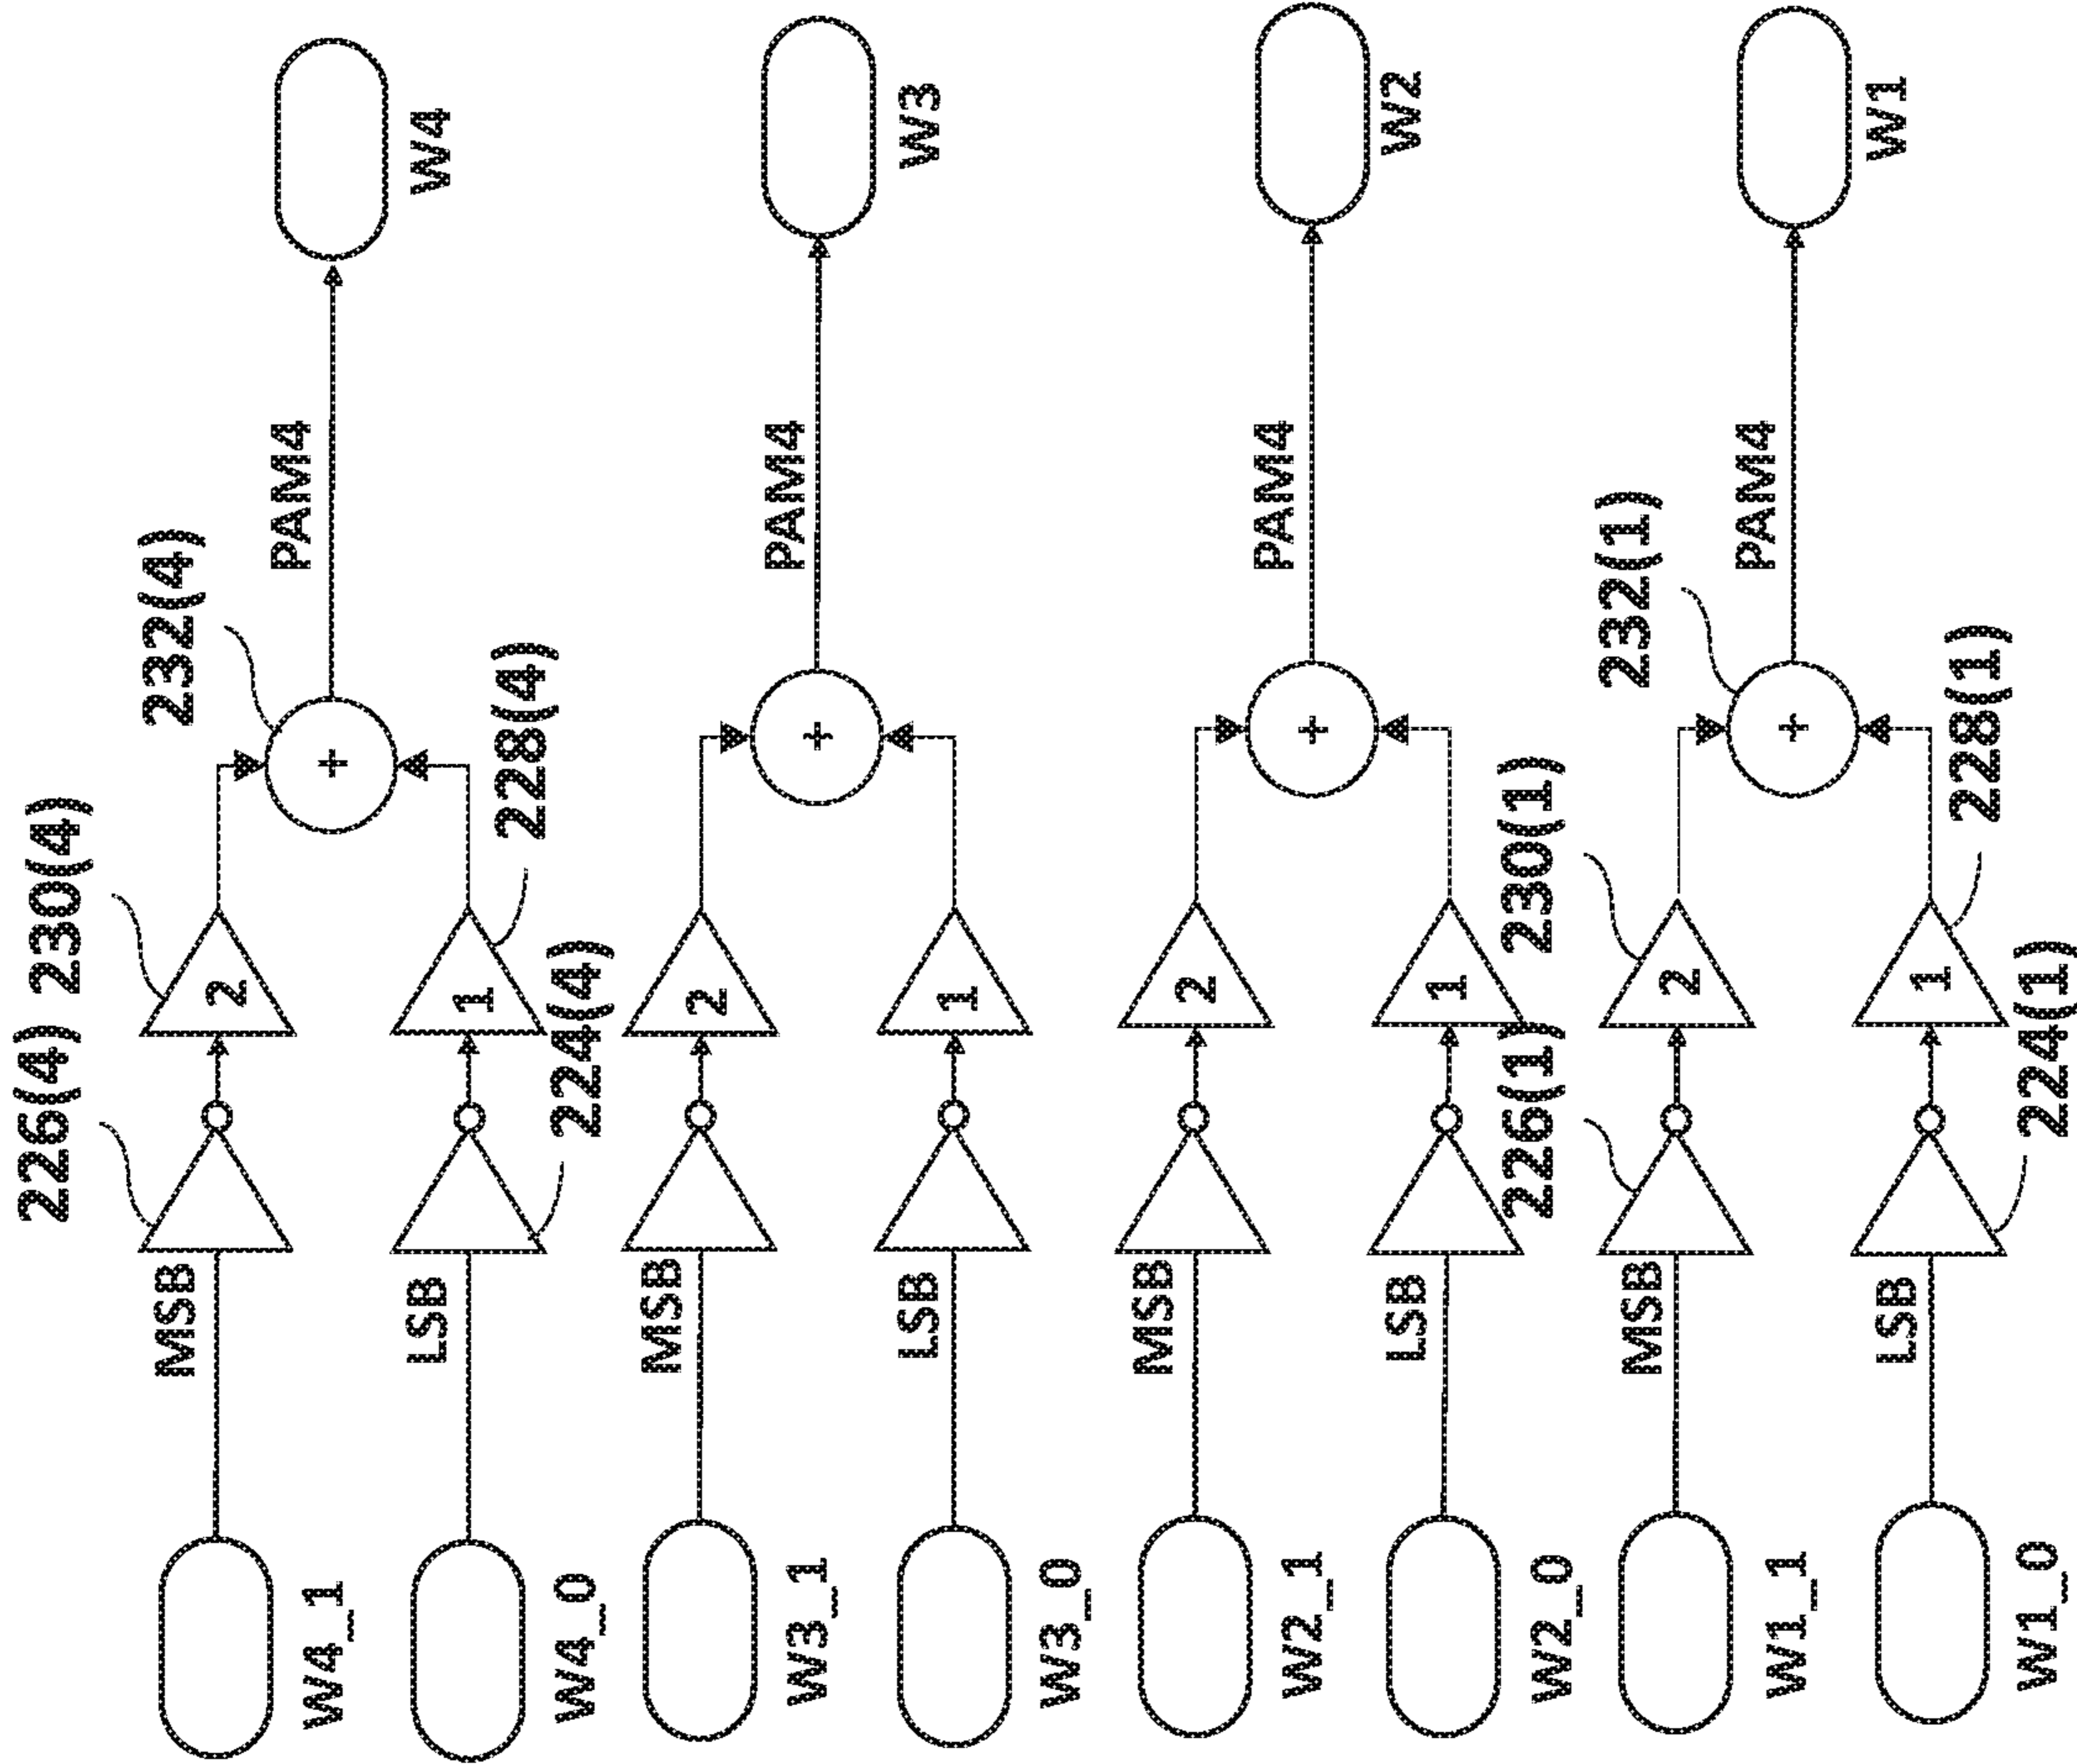 W4
W3
W2
W1
PAM4
PAM4
PAM4
PAM4
232(4)
232(1)
+
+
+
+
230(4)
228(4)
230(1)
228(1)
2
1
2
1
2
1
2
1
226(4)
224(4)
226(1)
224(1)
MSB
LSB
MSB
LSB
MSB
LSB
MSB
LSB
W4_1
W4_0
W3_1
W3_0
W2_1
W2_0
W1_1
W1_0